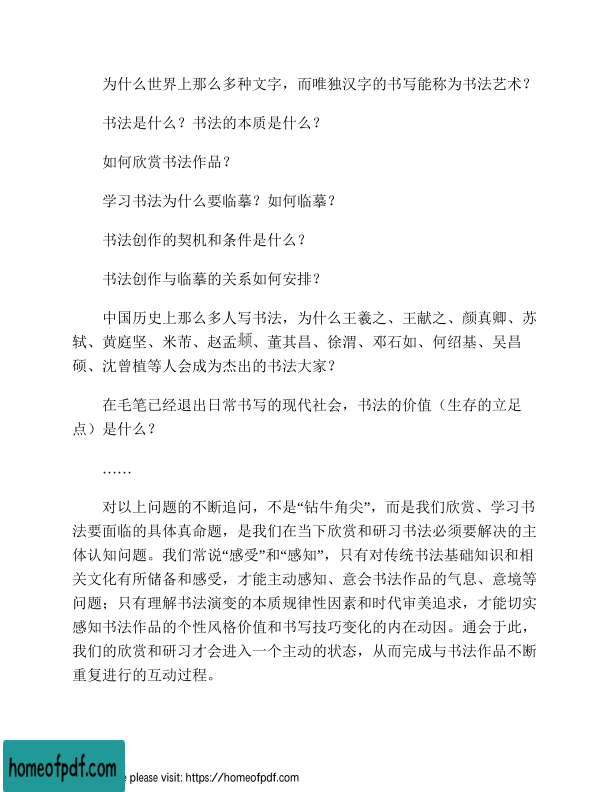 为什么世界上那么多种文字，而唯独汉字的书写能称为书法艺术？
书法是什么？书法的本质是什么？
如何欣赏书法作品？
学习书法为什么要临摹？如何临摹？
书法创作的契机和条件是什么？
书法创作与临摹的关系如何安排？
中国历史上那么多人写书法，为什么王羲之、王献之、颜真卿、苏
轼、黄庭坚、米芾、赵孟頫、董其昌、徐渭、邓石如、何绍基、吴昌
硕、沈曾植等人会成为杰出的书法大家？
在毛笔已经退出日常书写的现代社会，书法的价值（生存的立足
点）是什么？
……
对以上问题的不断追问，不是“钻牛角尖”，而是我们欣赏、学习书
法要面临的具体真命题，是我们在当下欣赏和研习书法必须要解决的主
体认知问题。我们常说“感受”和“感知”，只有对传统书法基础知识和相
关文化有所储备和感受，才能主动感知、意会书法作品的气息、意境等
问题；只有理解书法演变的本质规律性因素和时代审美追求，才能切实
感知书法作品的个性风格价值和书写技巧变化的内在动因。通会于此，
我们的欣赏和研习才会进入一个主动的状态，从而完成与书法作品不断
重复进行的互动过程。
homeofpdf.com
e please visit: https://homeofpdf.com